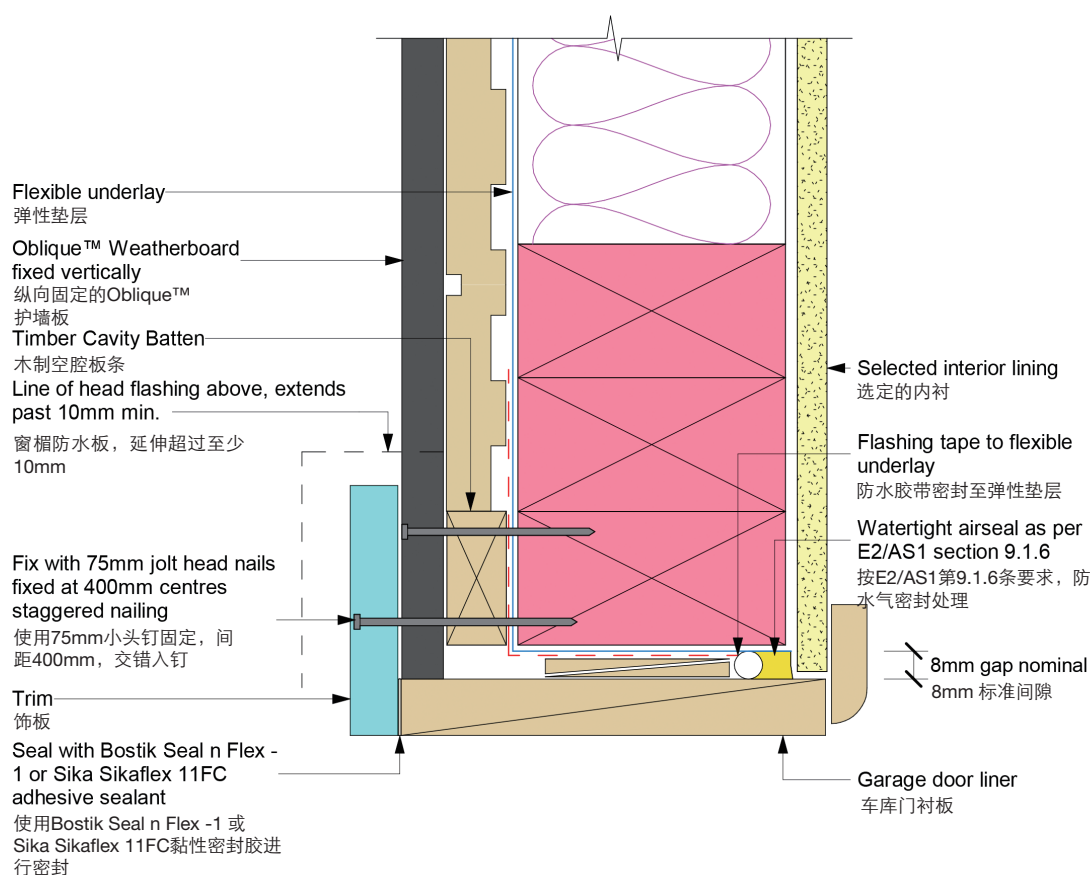 Flexible underlay
弹性垫层
Oblique™ Weatherboard
fixed vertically
纵向固定的Oblique™
护墙板
Timber Cavity Batten
木制空腔板条
Line of head flashing above, extends
past 10mm min.
窗楣防水板，延伸超过至少
10mm
Fix with 75mm jolt head nails
fixed at 400mm centres
staggered nailing
使用75mm小头钉固定，间
距400mm，交错入钉
Trim
饰板
Seal with Bostik Seal n Flex -
1 or Sika Sikaflex 11FC
adhesive sealant
使用Bostik Seal n Flex -1 或
Sika Sikaflex 11FC黏性密封胶进
行密封
Selected interior lining
选定的内衬
Flashing tape to flexible
underlay
防水胶带密封至弹性垫层
Watertight airseal as per
E2/AS1 section 9.1.6
按E2/AS1第9.1.6条要求，防
水气密封处理
8mm gap nominal
8mm 标准间隙
Garage door liner
车库门衬板